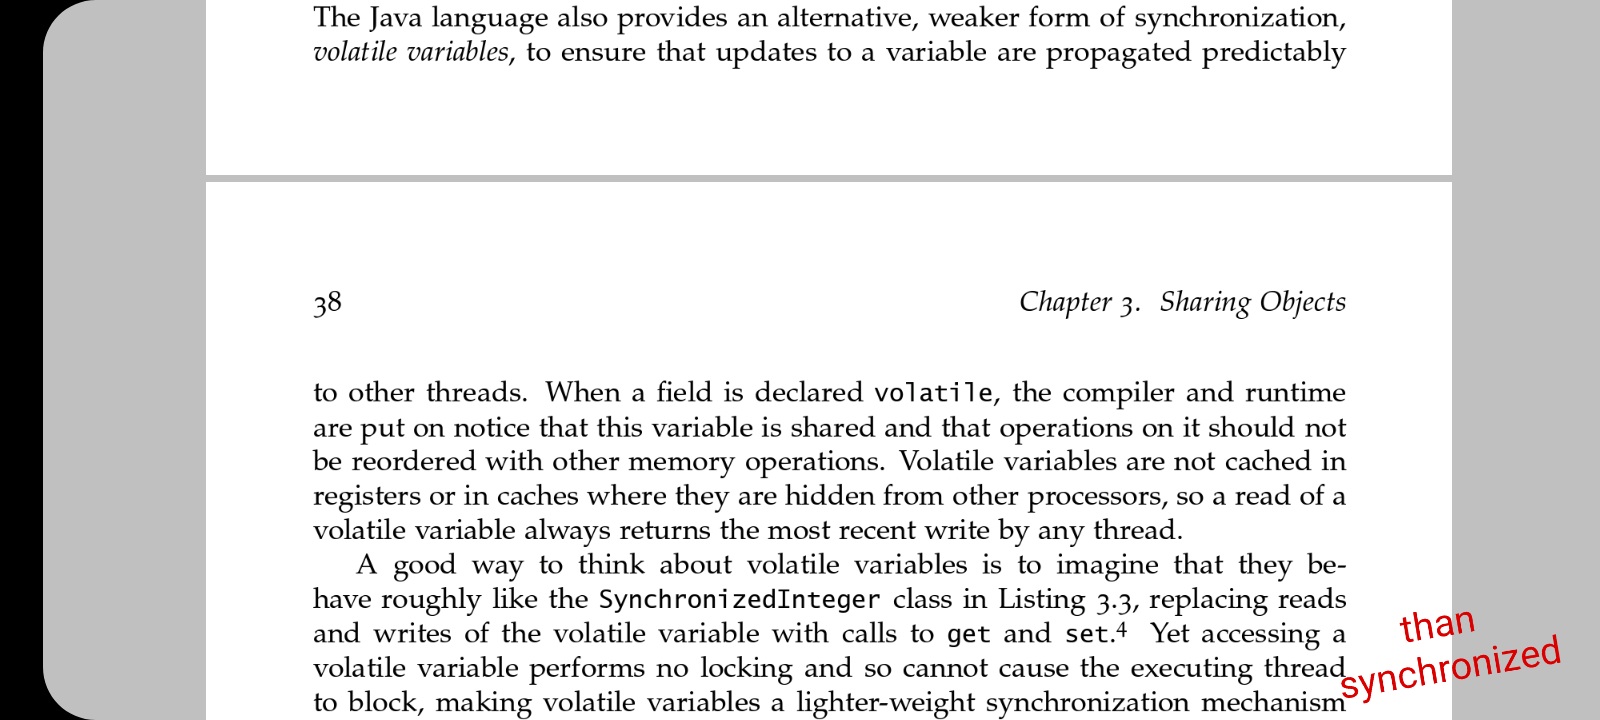 The Java language also provides an alternative, weaker form of synchronization,
volatile variables, to ensure that updates to a variable are propagated predictably
38
Chapter 3. Sharing Objects
to other threads. When a field is declared volatile, the compiler and runtime
are put on notice that this variable is shared and that operations on it should not
be reordered with other memory operations. Volatile variables are not cached in
registers or in caches where they are hidden from other processors, so a read of a
volatile variable always returns the most recent write by any thread.
A good way to think about volatile variables is to imagine that they be-
have roughly like the SynchronizedInteger class in Listing 3.3, replacing reads
and writes of the volatile variable with calls to get and set.4 Yet accessing a
volatile variable performs no locking and so cannot cause the executing thread
to block, making volatile variables a lighter-weight synchronization mechanism
than
synchronized